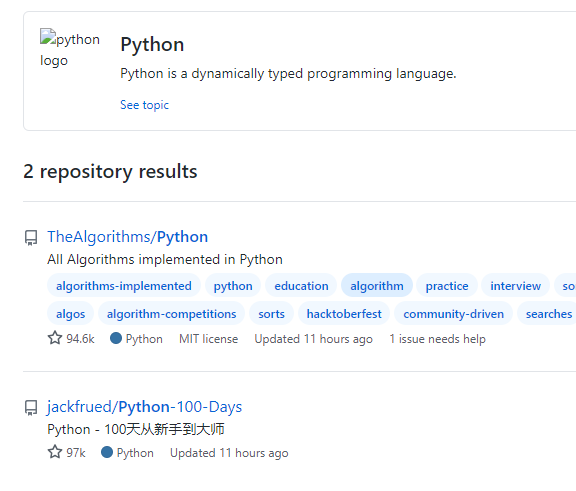 python logo
Python
Python is a dynamically typed programming language.
See topic
2 repository results
TheAlgorithms/Python
All Algorithms implemented in Python
algorithms-implemented python education algorithm practice interview
algos algorithm-competitions sorts hacktoberfest community-driven searches
94.6k Python MIT license Updated 11 hours ago 1 issue needs help
jackfrued/Python-100-Days
Python - 100天从新手到大师
97k Python Updated 11 hours ago